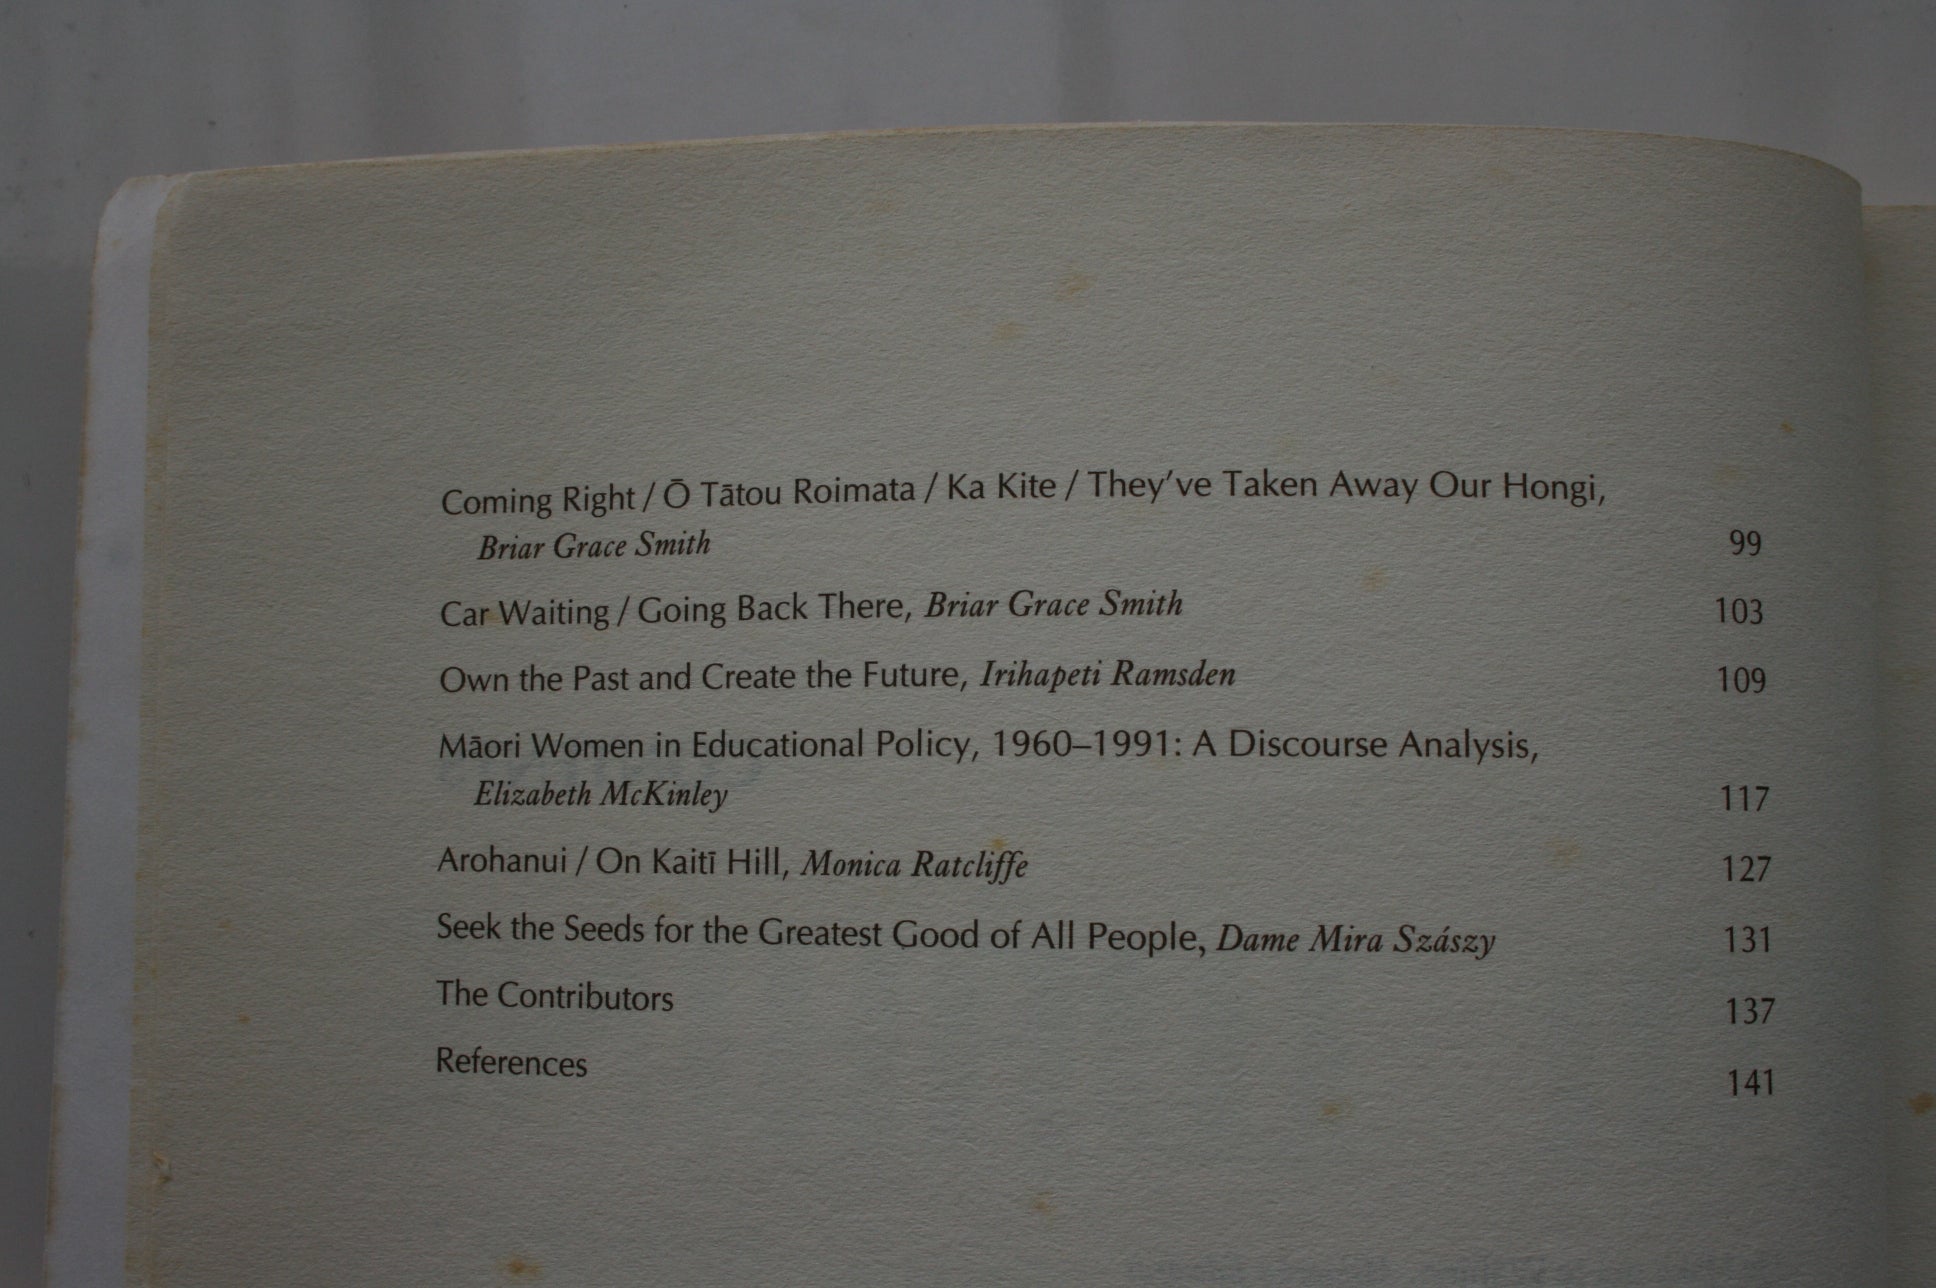 Coming Right / Ō Tātou Roimata / Ka Kite / They've Taken Away Our Hongi,
Briar Grace Smith 99
Car Waiting / Going Back There, Briar Grace Smith 103
Own the Past and Create the Future, Irihapeti Ramsden 109
Māori Women in Educational Policy, 1960–1991: A Discourse Analysis,
Elizabeth McKinley 117
Arohanui / On Kaitī Hill, Monica Ratcliffe 127
Seek the Seeds for the Greatest Good of All People, Dame Mira Szászy 131
The Contributors 137
References 141